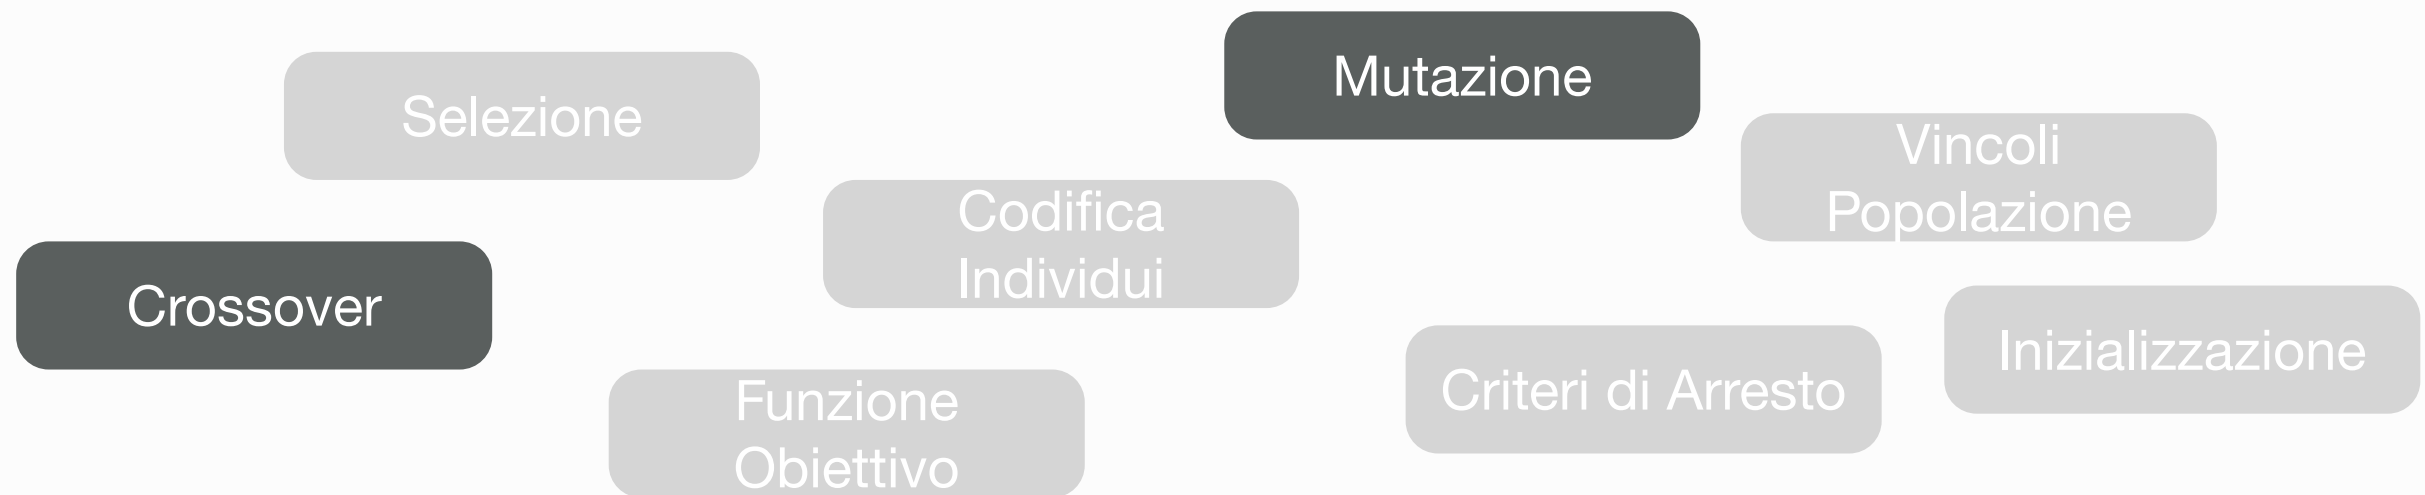 Mutazione
Selezione
Vincoli
Popolazione
Codifica
Individui
Crossover
Inizializzazione
Criteri di Arresto
Funzione
Obiettivo